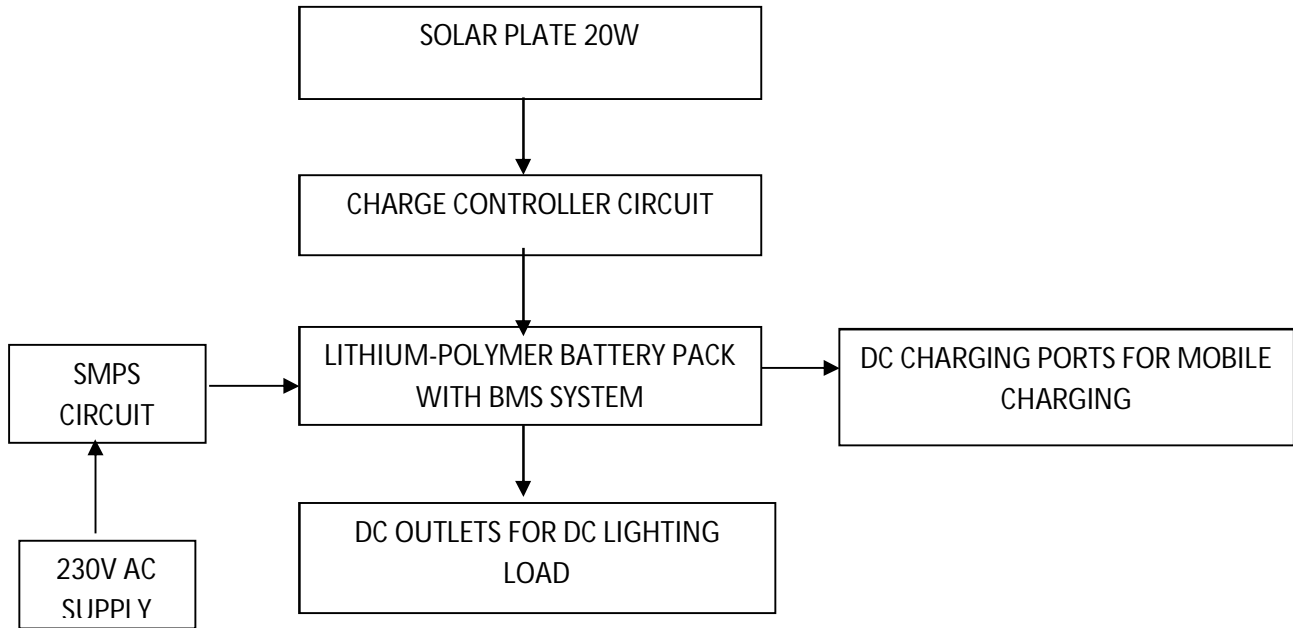 SOLAR PLATE 20W
CHARGE CONTROLLER CIRCUIT
LITHIUM-POLYMER BATTERY PACK
WITH BMS SYSTEM
SMPS
CIRCUIT
DC CHARGING PORTS FOR MOBILE
CHARGING
DC OUTLETS FOR DC LIGHTING
LOAD
230V AC
SUPPLY